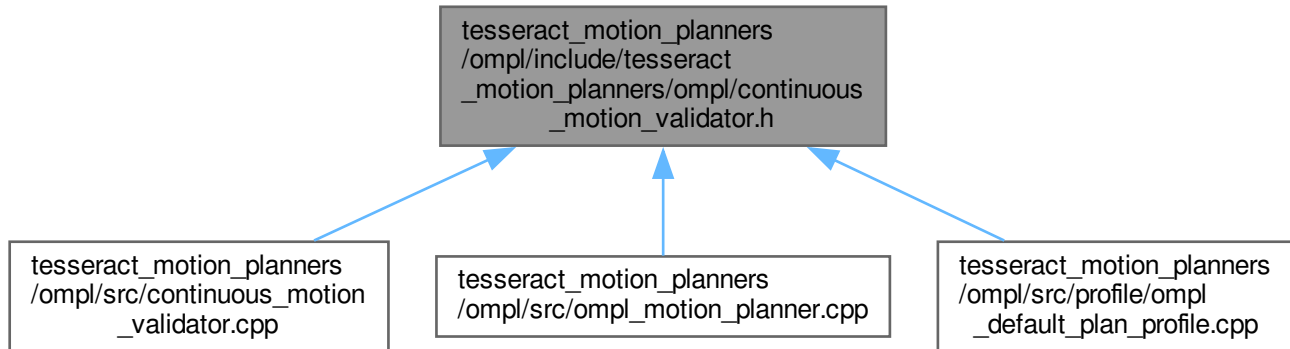 tesseract_motion_planners
/ompl/include/tesseract
_motion_planners/ompl/continuous
_motion_validator.h
tesseract_motion_planners
/ompl/src/continuous_motion
_validator.cpp
tesseract_motion_planners
/ompl/src/ompl_motion_planner.cpp
tesseract_motion_planners
/ompl/src/profile/ompl
_default_plan_profile.cpp